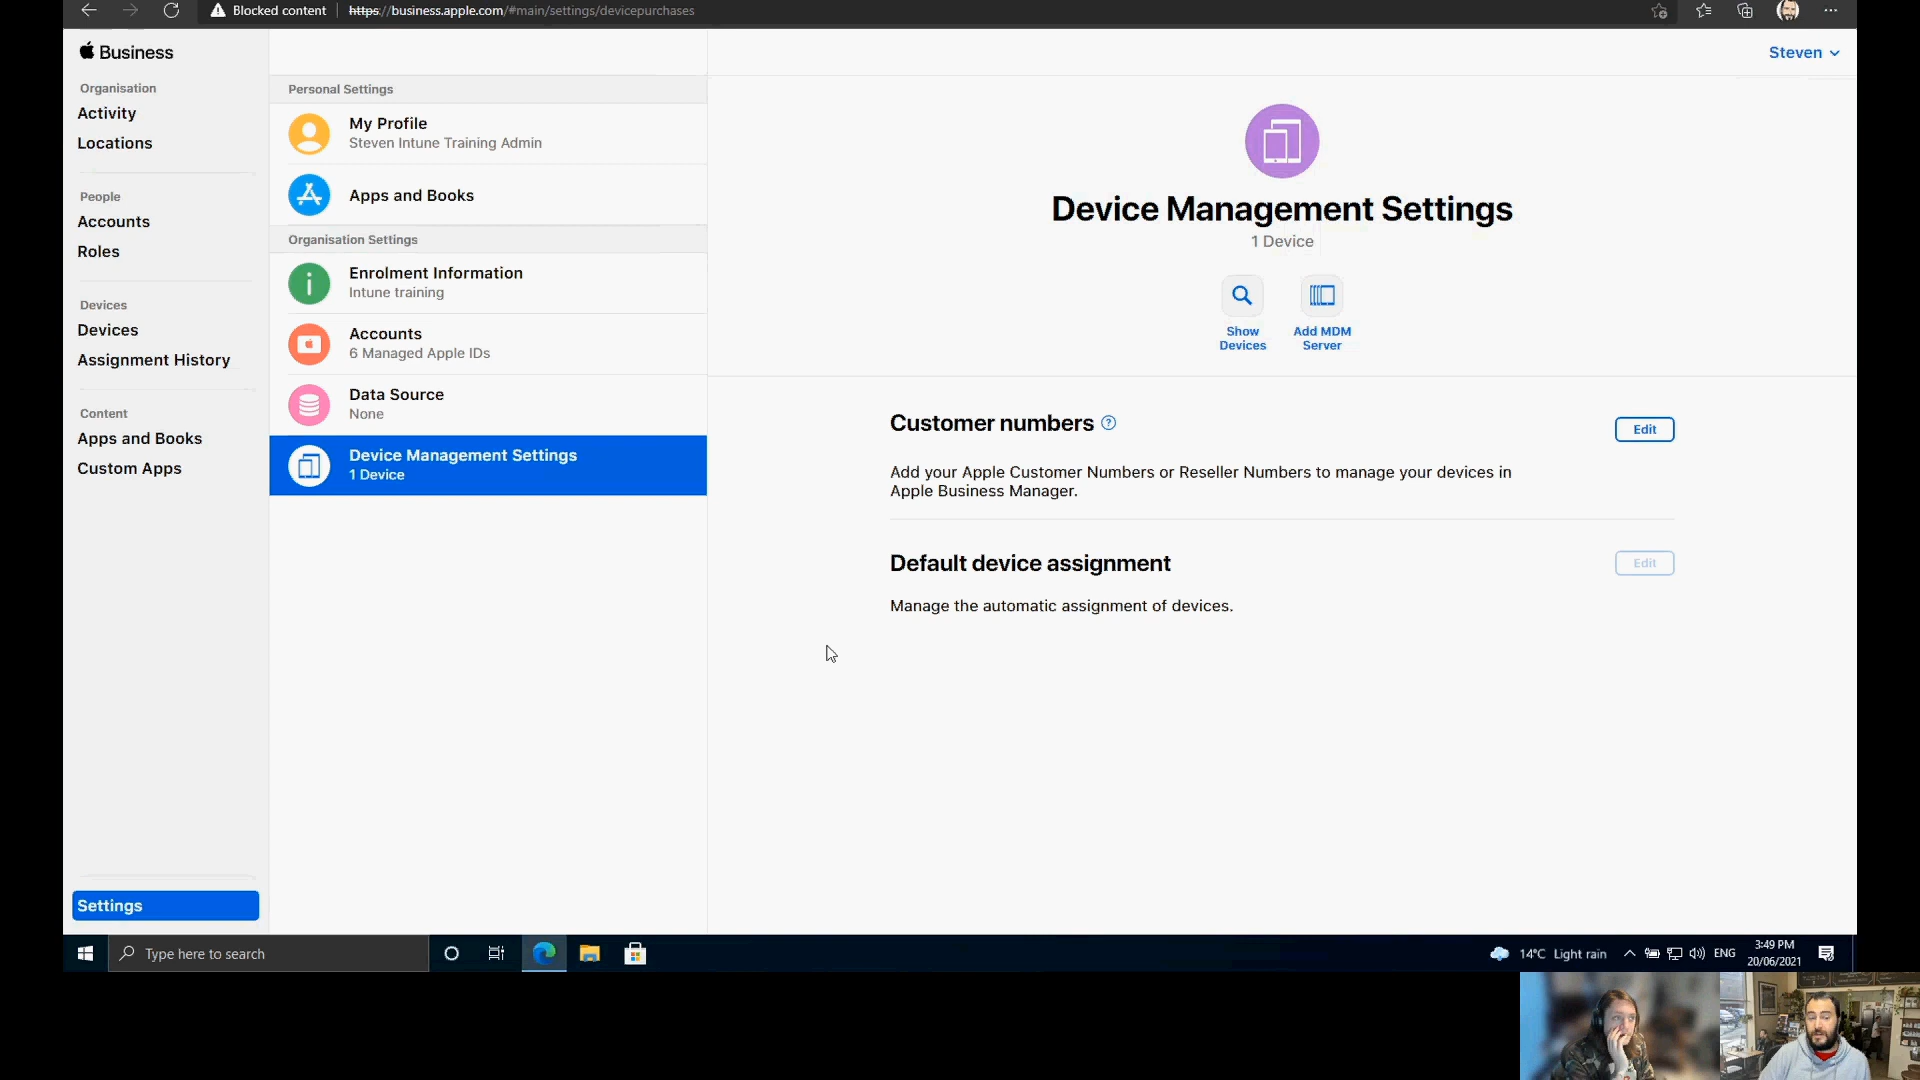 Blocked content
https://business.apple.com/#main/settings/devicepurchases
Business
Steven
Organisation
Activity
Locations
People
Accounts
Roles
Devices
Devices
Assignment History
Content
Apps and Books
Custom Apps
Settings
Personal Settings
My Profile
Steven Intune Training Admin
Apps and Books
Organisation Settings
Enrolment Information
Intune training
Accounts
6 Managed Apple IDs
Data Source
None
Device Management Settings
1 Device
Device Management Settings
1 Device
Show
Devices
Add MDM
Server
Customer numbers ?
Edit
Add your Apple Customer Numbers or Reseller Numbers to manage your devices in
Apple Business Manager.
Default device assignment
Edit
Manage the automatic assignment of devices.
Type here to search
14°C Light rain
ENG
3:49 PM
20/06/2021